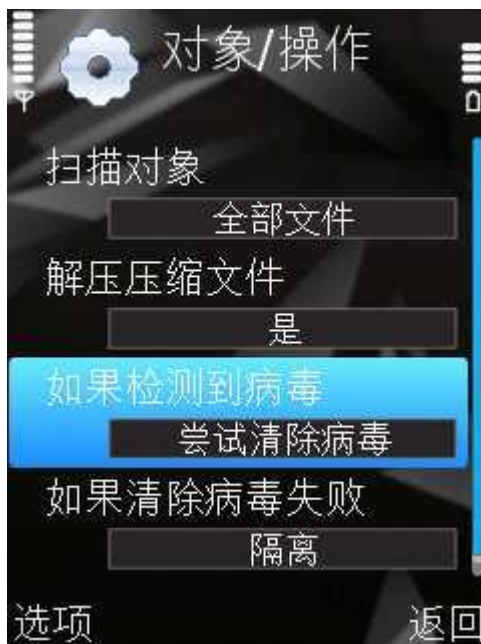 对象/操作
扫描对象
全部文件
解压压缩文件
是
如果检测到病毒
尝试清除病毒
如果清除病毒失败
隔离
选项 返回